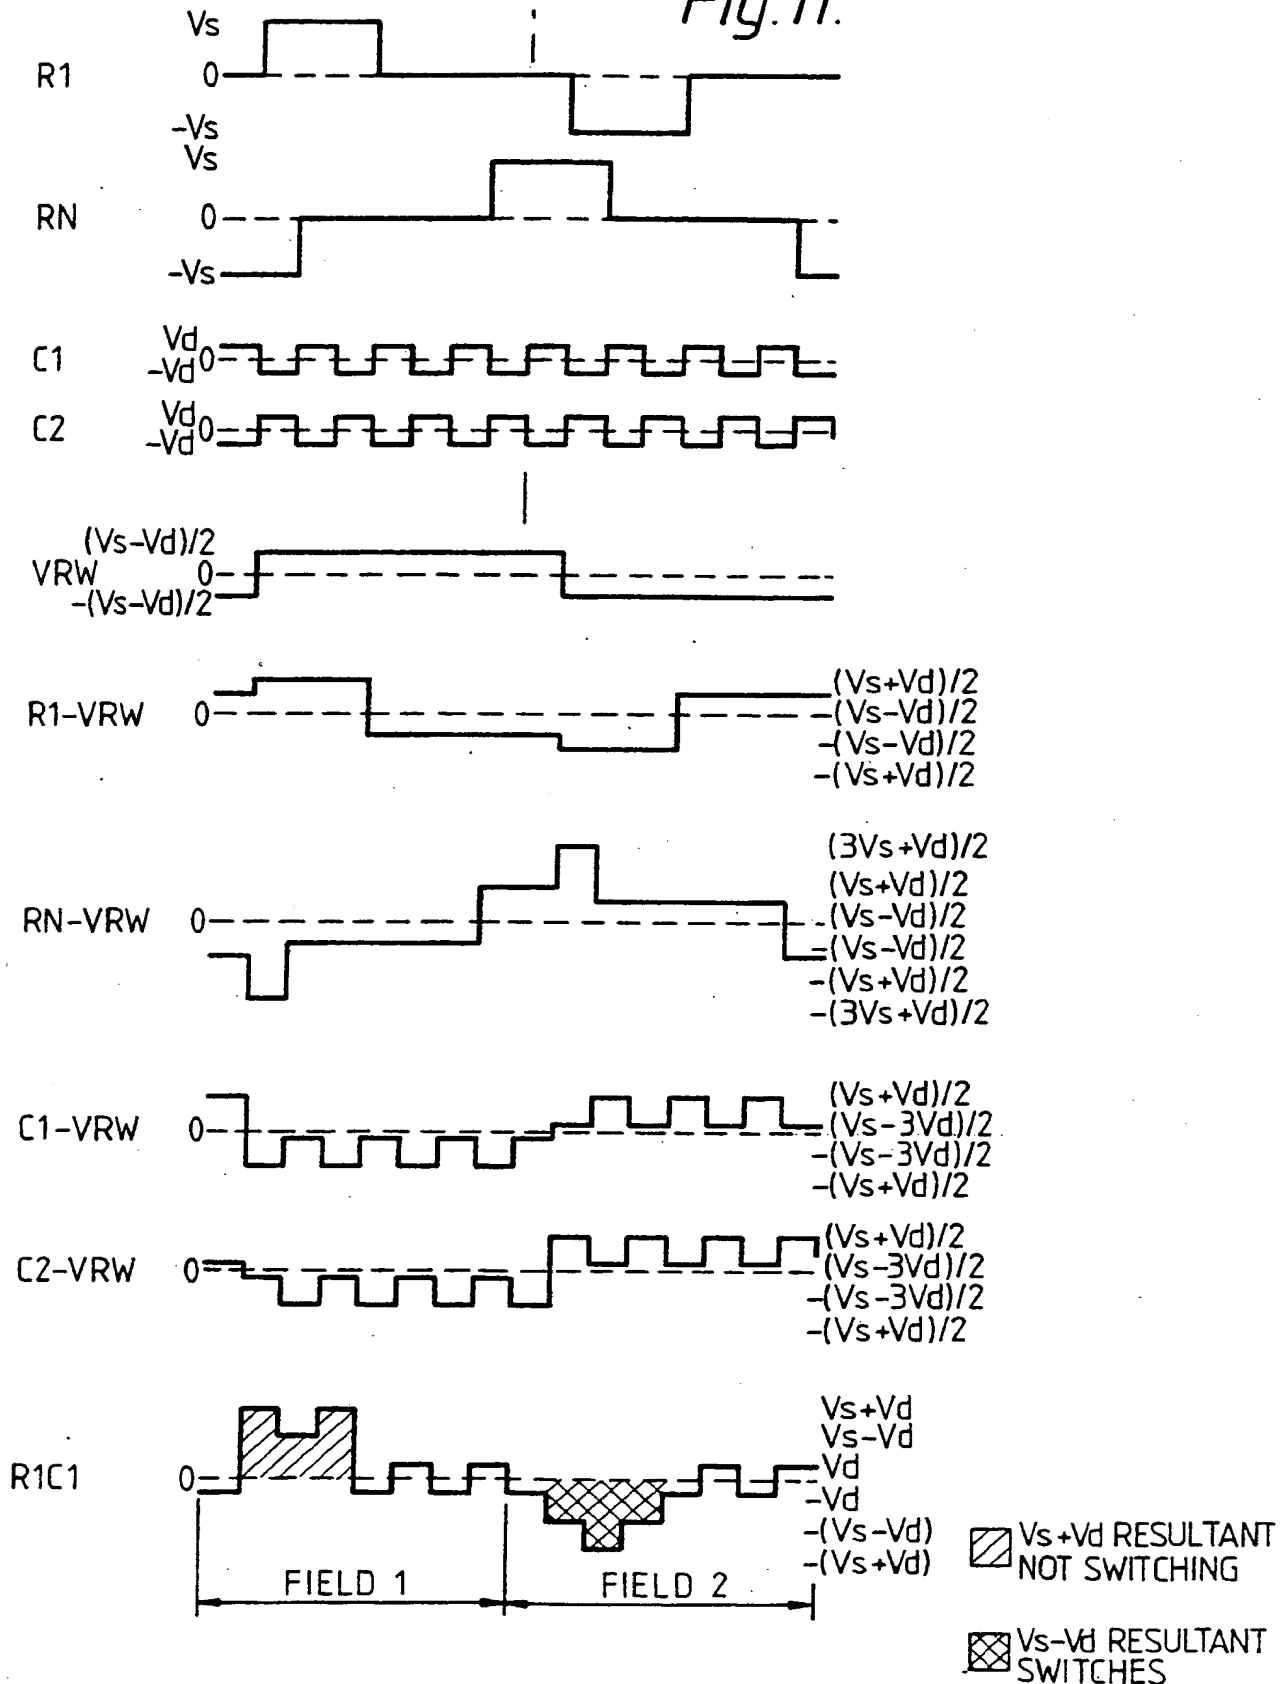 Fig. 11.
Vs
R1 0
-Vs
Vs
RN 0
-Vs
Vd
C1 0
-Vd
Vd
C2 0
-Vd
(Vs-Vd)/2
VRW 0
-(Vs-Vd)/2
R1-VRW 0
(Vs+Vd)/2
(Vs-Vd)/2
-(Vs-Vd)/2
-(Vs+Vd)/2
RN-VRW 0
(3Vs+Vd)/2
(Vs+Vd)/2
(Vs-Vd)/2
-(Vs-Vd)/2
-(Vs+Vd)/2
-(3Vs+Vd)/2
C1-VRW 0
(Vs+Vd)/2
(Vs-3Vd)/2
-(Vs-3Vd)/2
-(Vs+Vd)/2
C2-VRW 0
(Vs+Vd)/2
(Vs-3Vd)/2
-(Vs-3Vd)/2
-(Vs+Vd)/2
R1C1 0
Vs+Vd
Vs-Vd
Vd
-Vd
-(Vs-Vd)
-(Vs+Vd)
FIELD 1 FIELD 2
Vs+Vd RESULTANT
NOT SWITCHING
Vs-Vd RESULTANT
SWITCHES